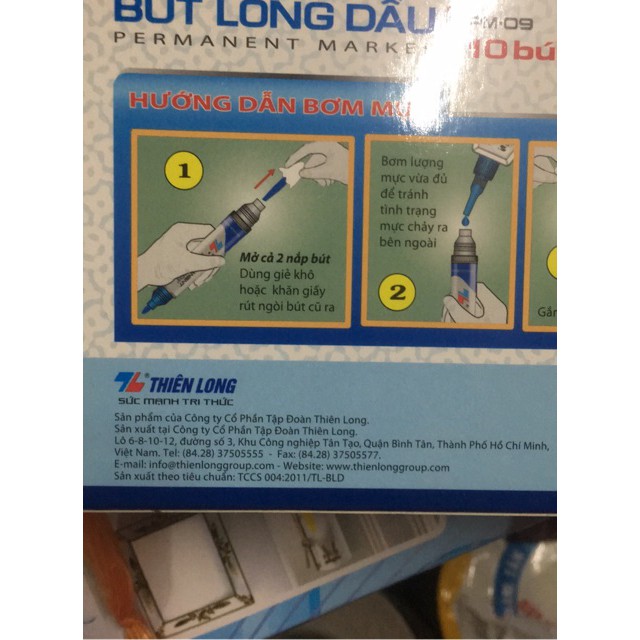 BÚT LÔNG DẦU PM-09
PERMANENT MARKER 10 bú
HƯỚNG DẪN BƠM MỰ
1
Mở cả 2 nắp bút
Dùng giẻ khô
hoặc khăn giấy
rút ngòi bút cũ ra
Bơm lượng
mực vừa đủ
để tránh
tình trạng
mực chảy ra
bên ngoài
2
Gắn
TL® THIÊN LONG
SỨC MẠNH TRI THỨC
Sản phẩm của Công ty Cổ Phần Tập Đoàn Thiên Long.
Sản xuất tại Công ty Cổ Phần Tập Đoàn Thiên Long.
Lô 6-8-10-12, đường số 3, Khu Công nghiệp Tân Tạo, Quận Bình Tân, Thành Phố Hồ Chí Minh,
Việt Nam. Tel: (84.28) 37505555 - Fax: (84.28) 37505577.
E-mail: info@thienlonggroup.com - Website: www.thienlonggroup.com
Sản xuất theo tiêu chuẩn: TCCS 004:2011/TL-BLD